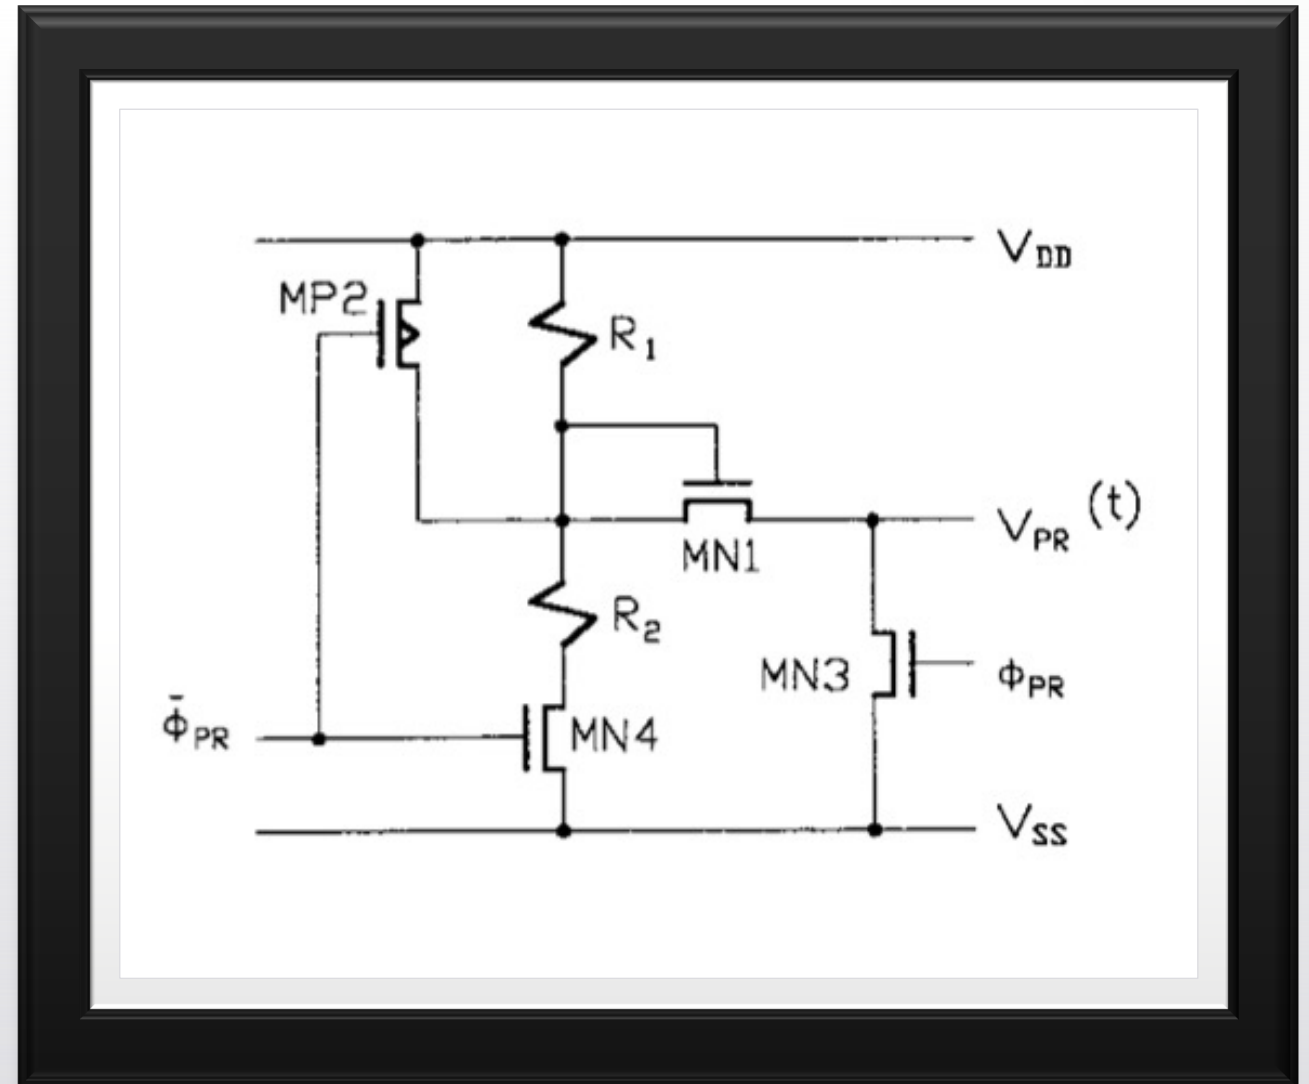 V_DD
MP2
R_1
V_PR (t)
MN1
R_2
MN3
ϕ_PR
ϕ̄_PR
MN4
V_SS